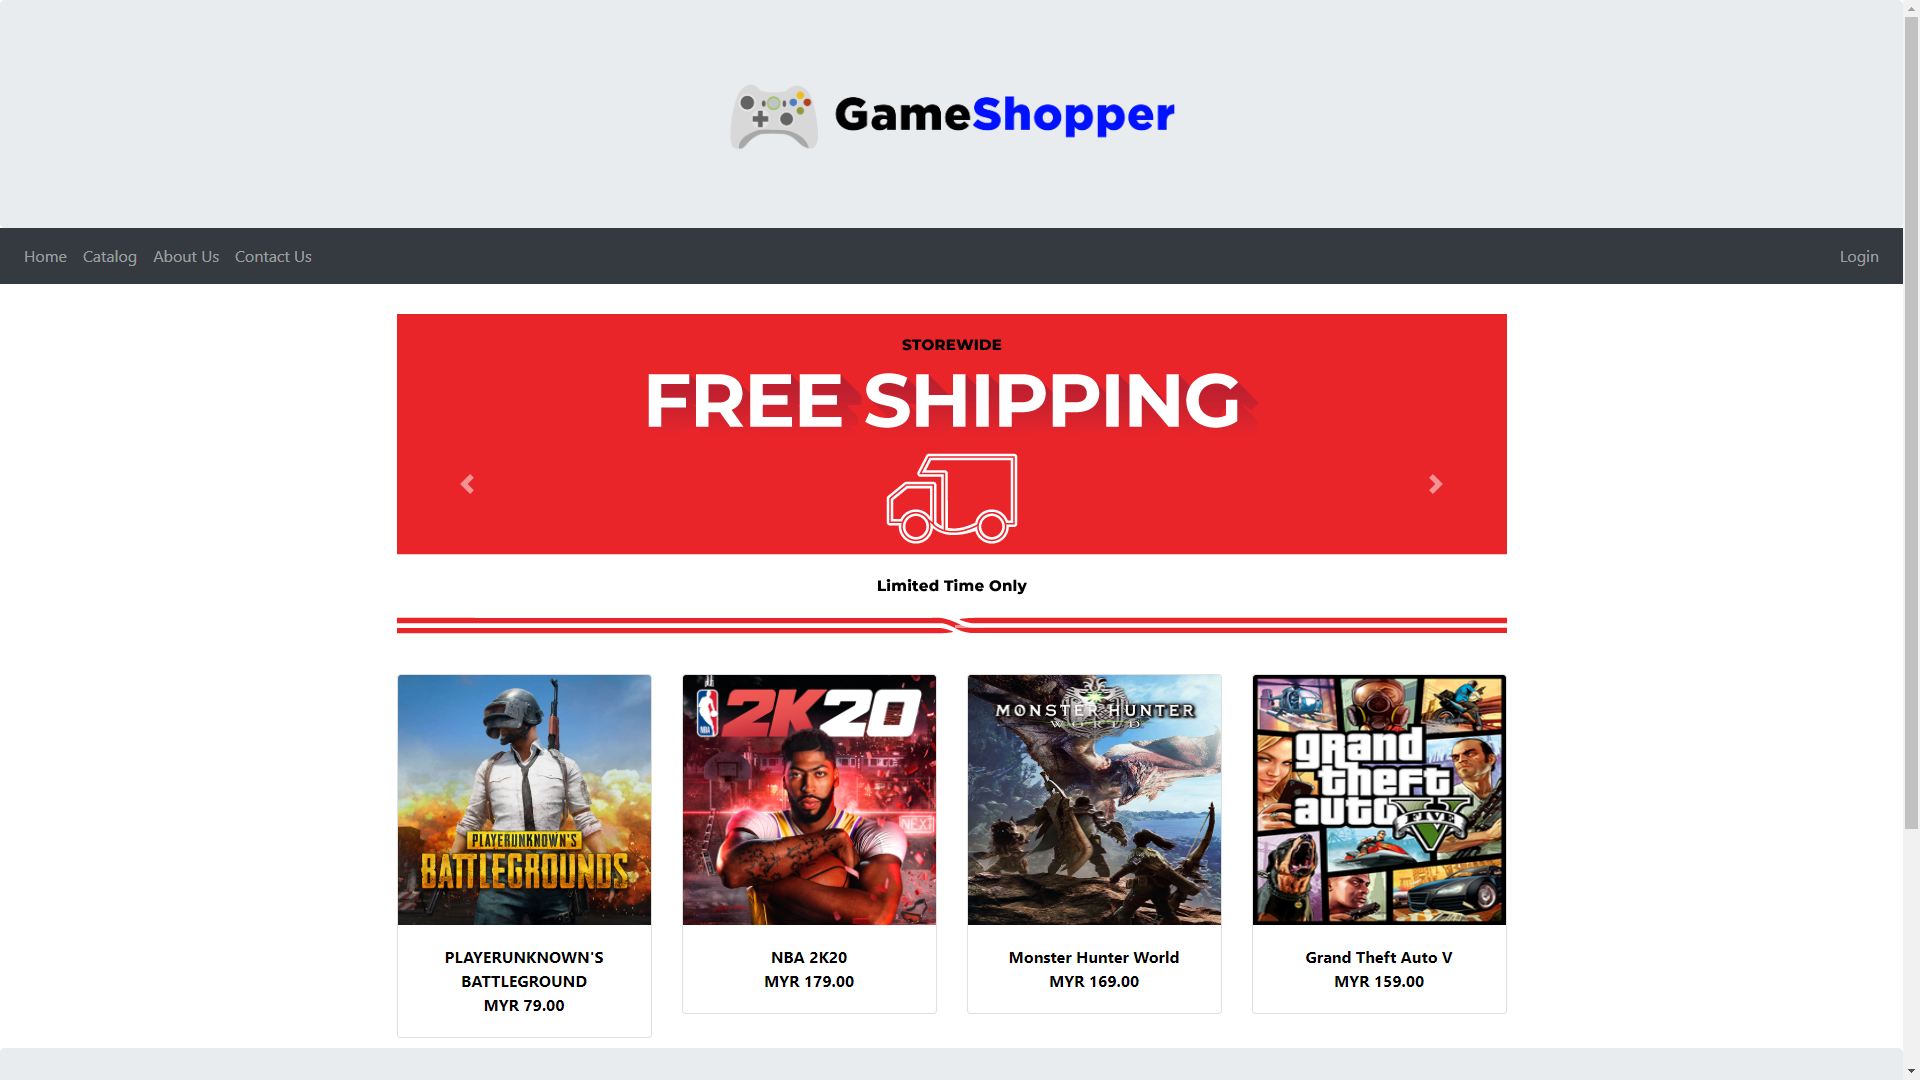 GameShopper
Home Catalog About Us Contact Us Login
STOREWIDE
FREE SHIPPING
Limited Time Only
PLAYERUNKNOWN'S
BATTLEGROUNDS
NBA
2K20
NEXT
MONSTER HUNTER
WORLD
grand
theft
auto
V
FIVE
PLAYERUNKNOWN'S
BATTLEGROUND
MYR 79.00
NBA 2K20
MYR 179.00
Monster Hunter World
MYR 169.00
Grand Theft Auto V
MYR 159.00